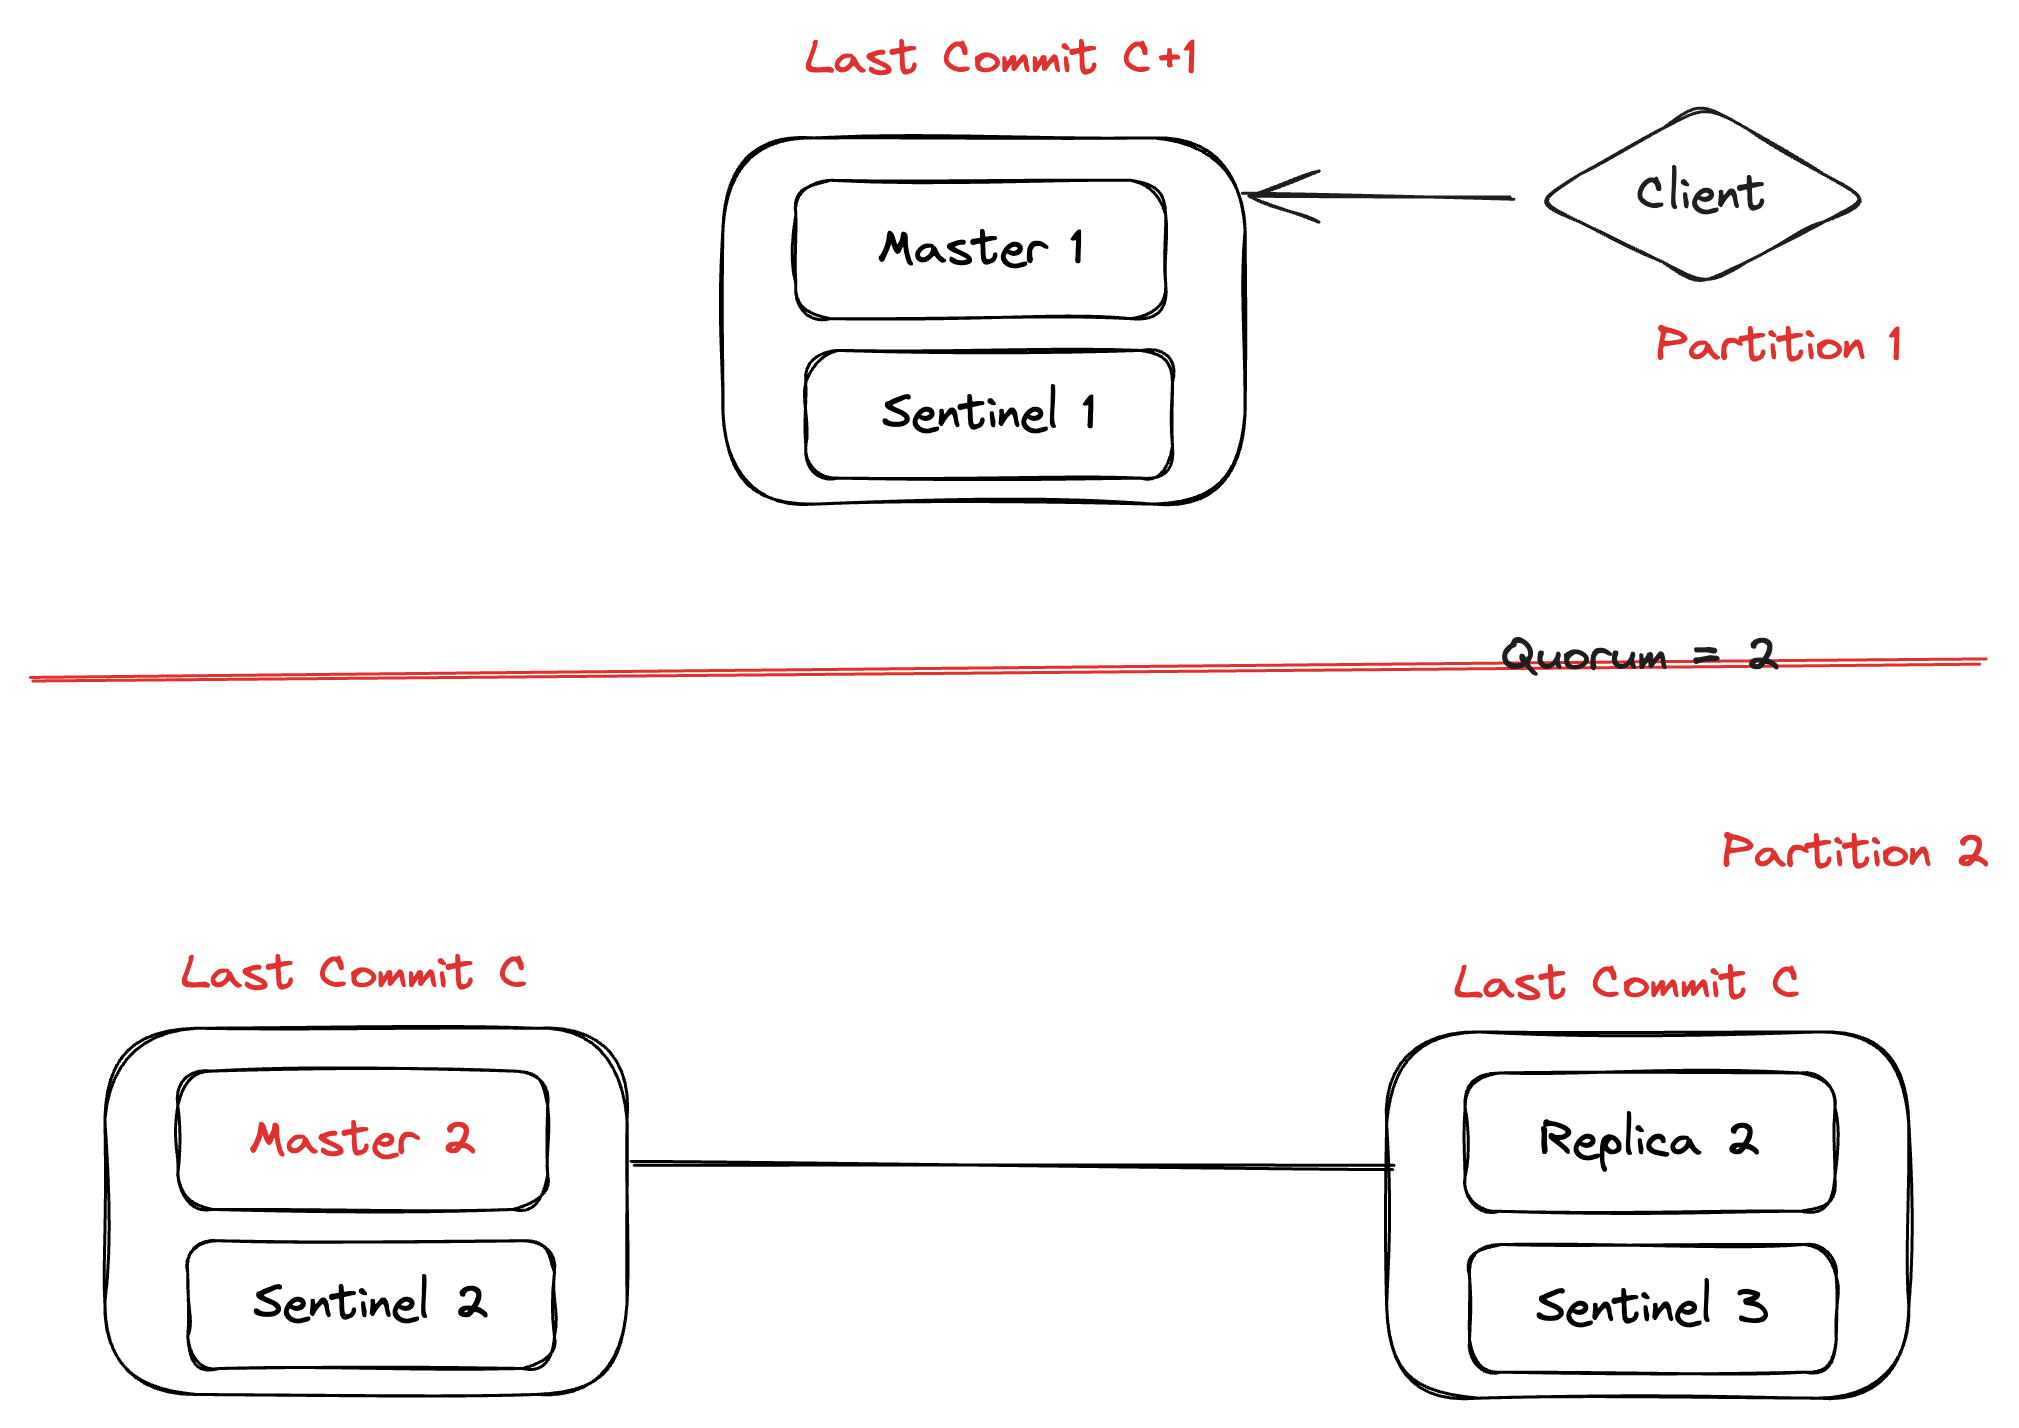 Last Commit C+1
Client
Master 1
Partition 1
Sentinel 1
Quorum = 2
Partition 2
Last Commit C
Last Commit C
Master 2
Replica 2
Sentinel 2
Sentinel 3